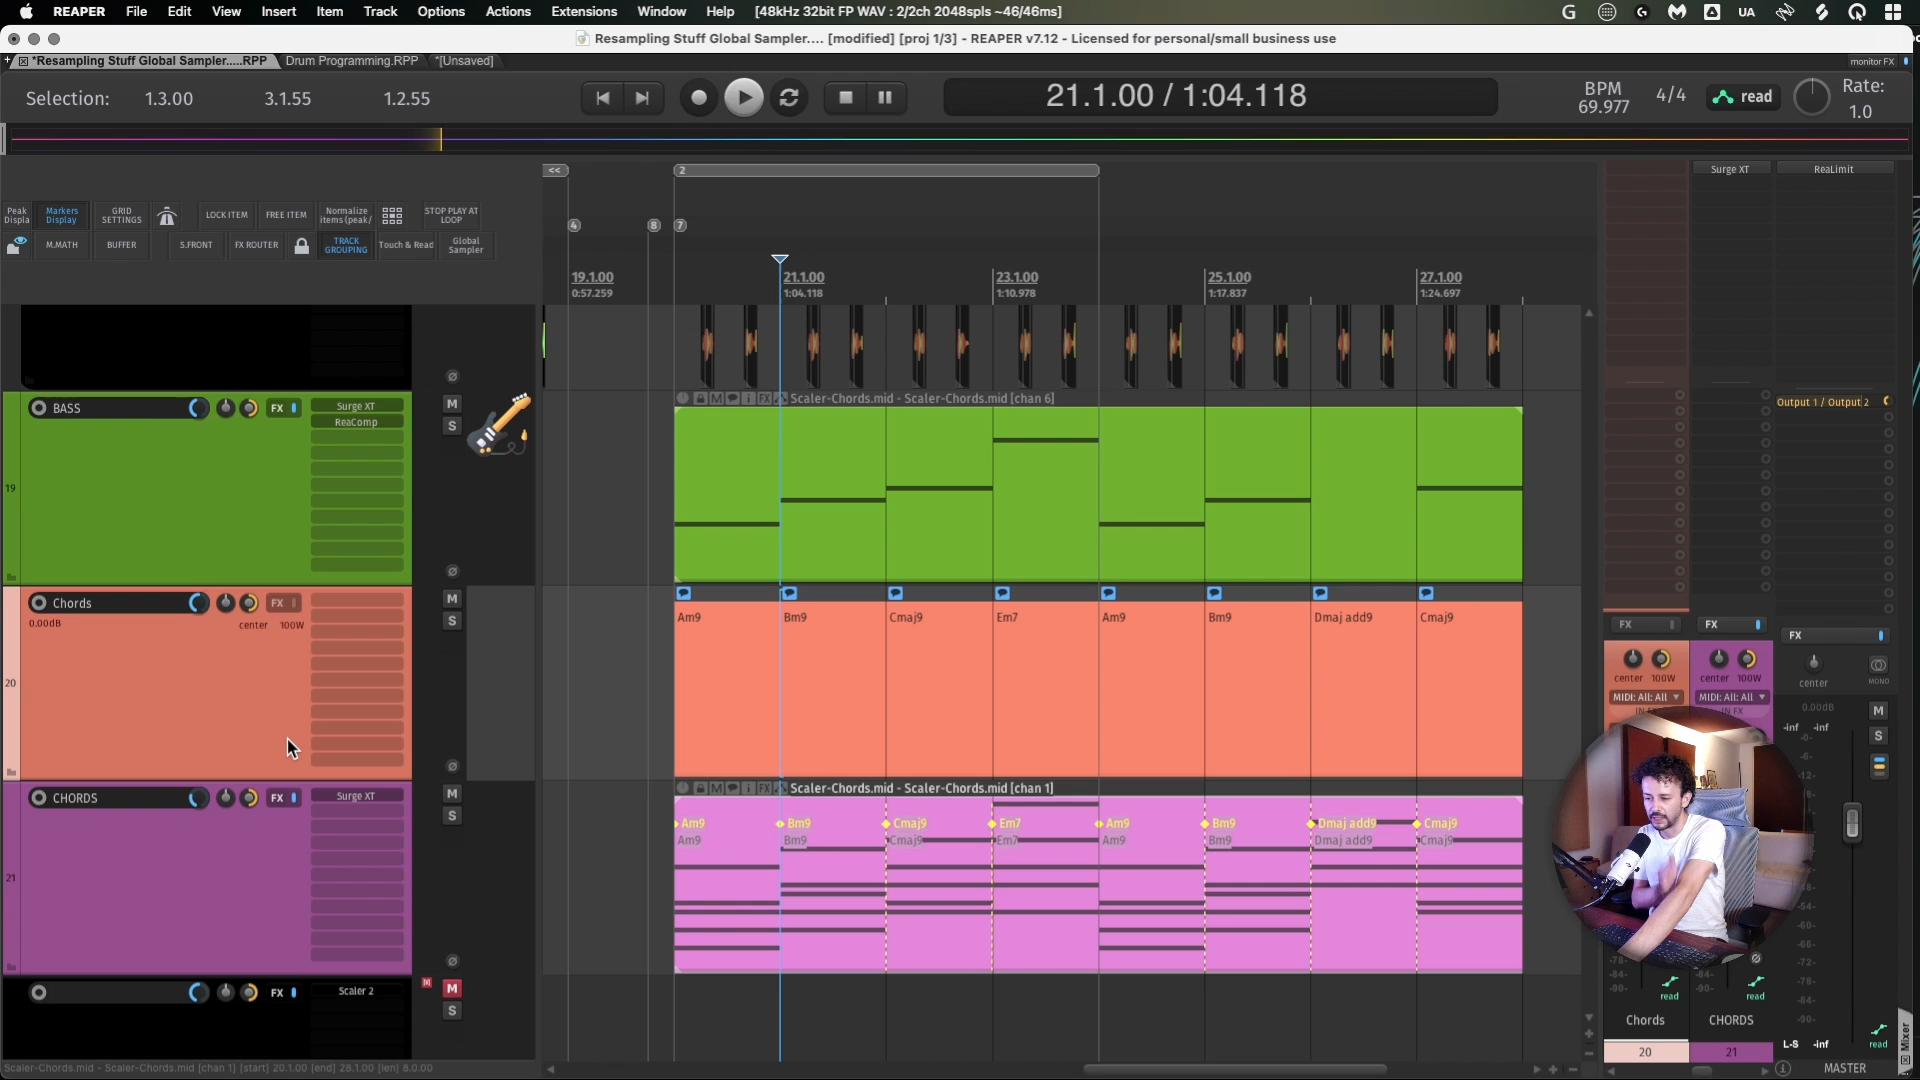 REAPER File Edit View Insert Item Track Options Actions Extensions Window Help [48kHz 32bit FP WAV : 2/2ch 2048spls ~46/46ms] UA
Resampling Stuff Global Sampler.... [modified] [proj 1/3] - REAPER v7.12 - Licensed for personal/small business use
*Resampling Stuff Global Sampler.....RPP Drum Programming.RPP *[Unsaved] monitor FX
Selection: 1.3.00 3.1.55 1.2.55 21.1.00 / 1:04.118 BPM 69.977 4/4 read Rate: 1.0
<< 2
Surge XT ReaLimit
Peak Displa Markers Display GRID SETTINGS LOCK ITEM FREE ITEM Normalize items (peak/ STOP PLAY AT LOOP
4 8 7
M.MATH BUFFER S.FRONT FX ROUTER TRACK GROUPING Touch & Read Global Sampler
19.1.00 21.1.00 23.1.00 25.1.00 27.1.00
0:57.259 1:04.118 1:10.978 1:17.837 1:24.697
Scaler-Chords.mid - Scaler-Chords.mid [chan 6]
BASS FX Surge XT M
ReaComp S
Output 1 / Output 2
19
Chords FX M
0.00dB center 100W S
Am9 Bm9 Cmaj9 Em7 Am9 Bm9 Dmaj add9 Cmaj9
20
FX FX FX
center 100W center 100W center MONO
MIDI: All: All MIDI: All: All
IN FX
0.00dB M
-inf -inf S
Scaler-Chords.mid - Scaler-Chords.mid [chan 1]
CHORDS FX Surge XT M
S
Am9 Bm9 Cmaj9 Em7 Am9 Bm9 Dmaj add9 Cmaj9
Am9 Bm9 Cmaj9 Em7 Am9 Bm9 Dmaj add9 Cmaj9
21
FX Scaler 2 M
S
read read read
Chords CHORDS L-S -inf
20 21 MASTER
Mixer
Scaler-Chords.mid - Scaler-Chords.mid [chan 1] [start] 20.1.00 [end] 28.1.00 [len] 8.0.00